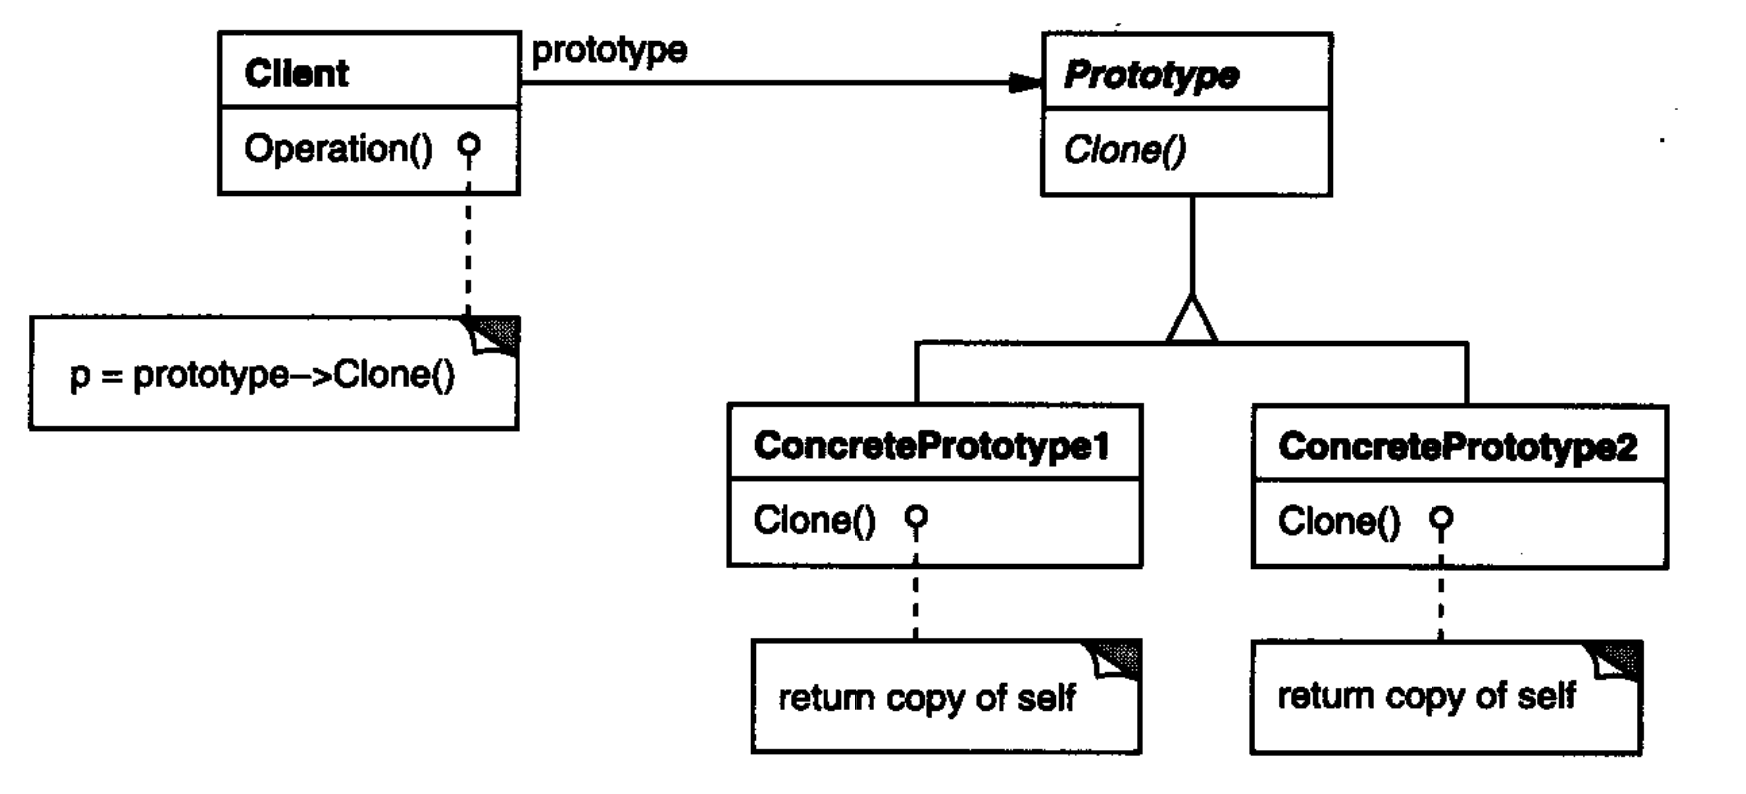 Client
Operation()
prototype
Prototype
Clone()
p = prototype–>Clone()
ConcretePrototype1
Clone()
ConcretePrototype2
Clone()
return copy of self
return copy of self